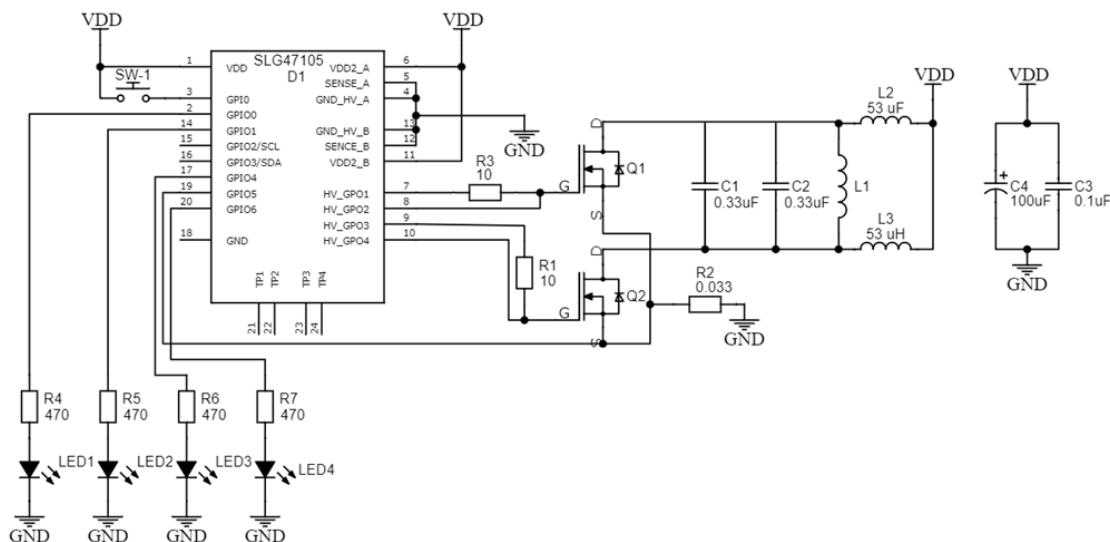 VDD
VDD
SLG47105
D1
1
VDD
SW-1
3
GPI0
2
GPIO0
14
GPIO1
15
GPIO2/SCL
16
GPIO3/SDA
17
GPIO4
19
GPIO5
20
GPIO6
18
GND
VDD2_A
6
SENSE_A
5
GND_HV_A
4
GND_HV_B
13
SENCE_B
12
VDD2_B
11
HV_GPO1
7
HV_GPO2
8
HV_GPO3
9
HV_GPO4
10
TP1
TP2
TP3
TP4
21
22
23
24
GND
R3
10
R1
10
D
G
S
Q1
D
G
S
Q2
C1
0.33uF
C2
0.33uF
L1
L2
53 uF
L3
53 uH
VDD
R2
0.033
GND
VDD
+
C4
100uF
C3
0.1uF
GND
R4
470
R5
470
R6
470
R7
470
LED1
LED2
LED3
LED4
GND
GND
GND
GND